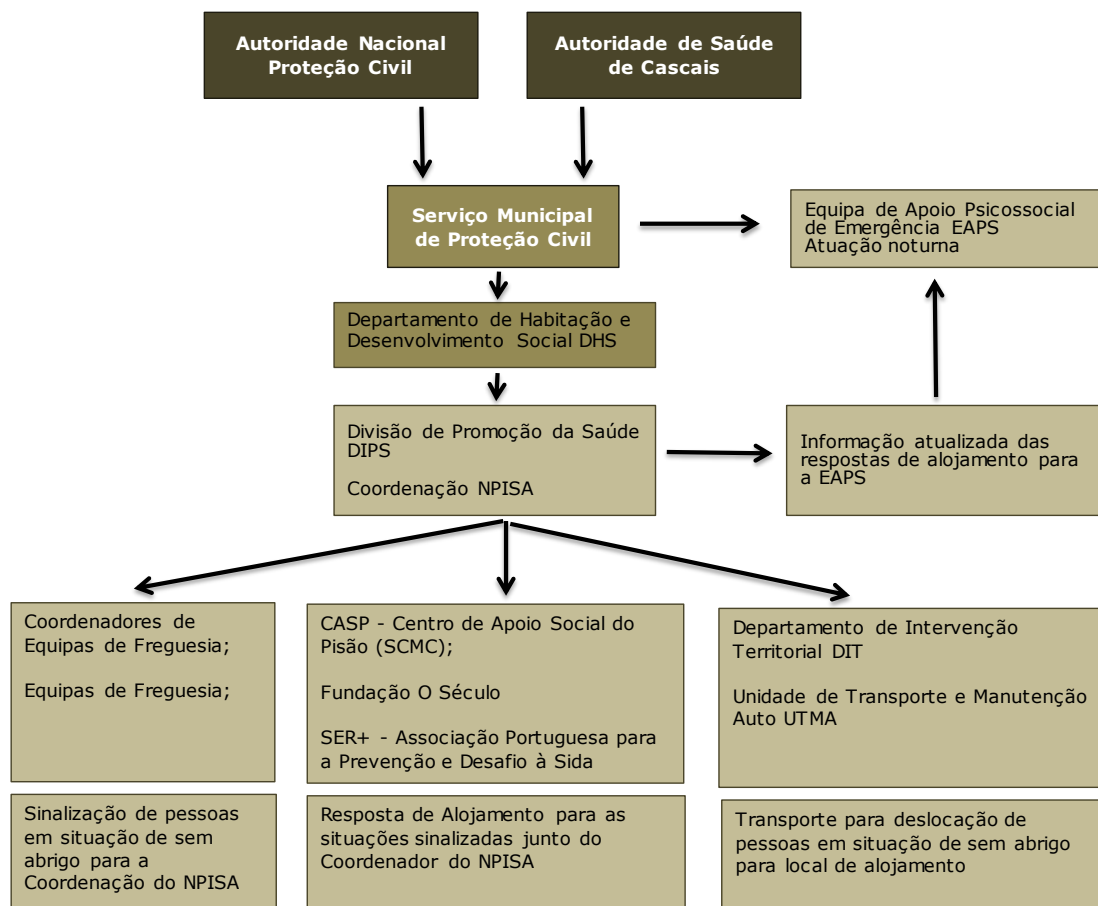 Autoridade Nacional
Proteção Civil
Autoridade de Saúde
de Cascais
Serviço Municipal
de Proteção Civil
Equipa de Apoio Psicossocial
de Emergência EAPS
Atuação noturna
Departamento de Habitação e
Desenvolvimento Social DHS
Divisão de Promoção da Saúde
DIPS
Coordenação NPISA
Informação atualizada das
respostas de alojamento para
a EAPS
Coordenadores de
Equipas de Freguesia;
Equipas de Freguesia;
CASP - Centro de Apoio Social do
Pisão (SCMC);
Fundação O Século
SER+ - Associação Portuguesa para
a Prevenção e Desafio à Sida
Departamento de Intervenção
Territorial DIT
Unidade de Transporte e Manutenção
Auto UTMA
Sinalização de pessoas
em situação de sem
abrigo para a
Coordenação do NPISA
Resposta de Alojamento para as
situações sinalizadas junto do
Coordenador do NPISA
Transporte para deslocação de
pessoas em situação de sem abrigo
para local de alojamento